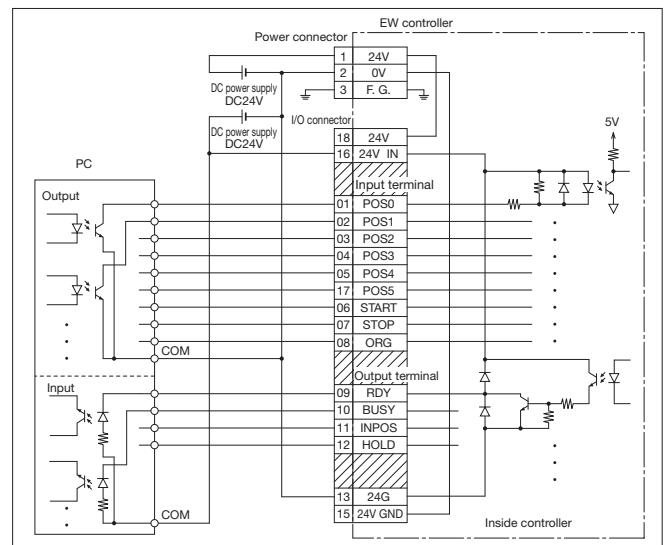 EW controller
Power connector
1 24V
2 0V
3 F. G.
DC power supply
DC24V
I/O connector
DC power supply
DC24V
18 24V
16 24V IN
5V
PC
Input terminal
Output
01 POS0
02 POS1
03 POS2
04 POS3
05 POS4
17 POS5
06 START
07 STOP
08 ORG
COM
Output terminal
Input
09 RDY
10 BUSY
11 INPOS
12 HOLD
13 24G
COM
15 24V GND
Inside controller